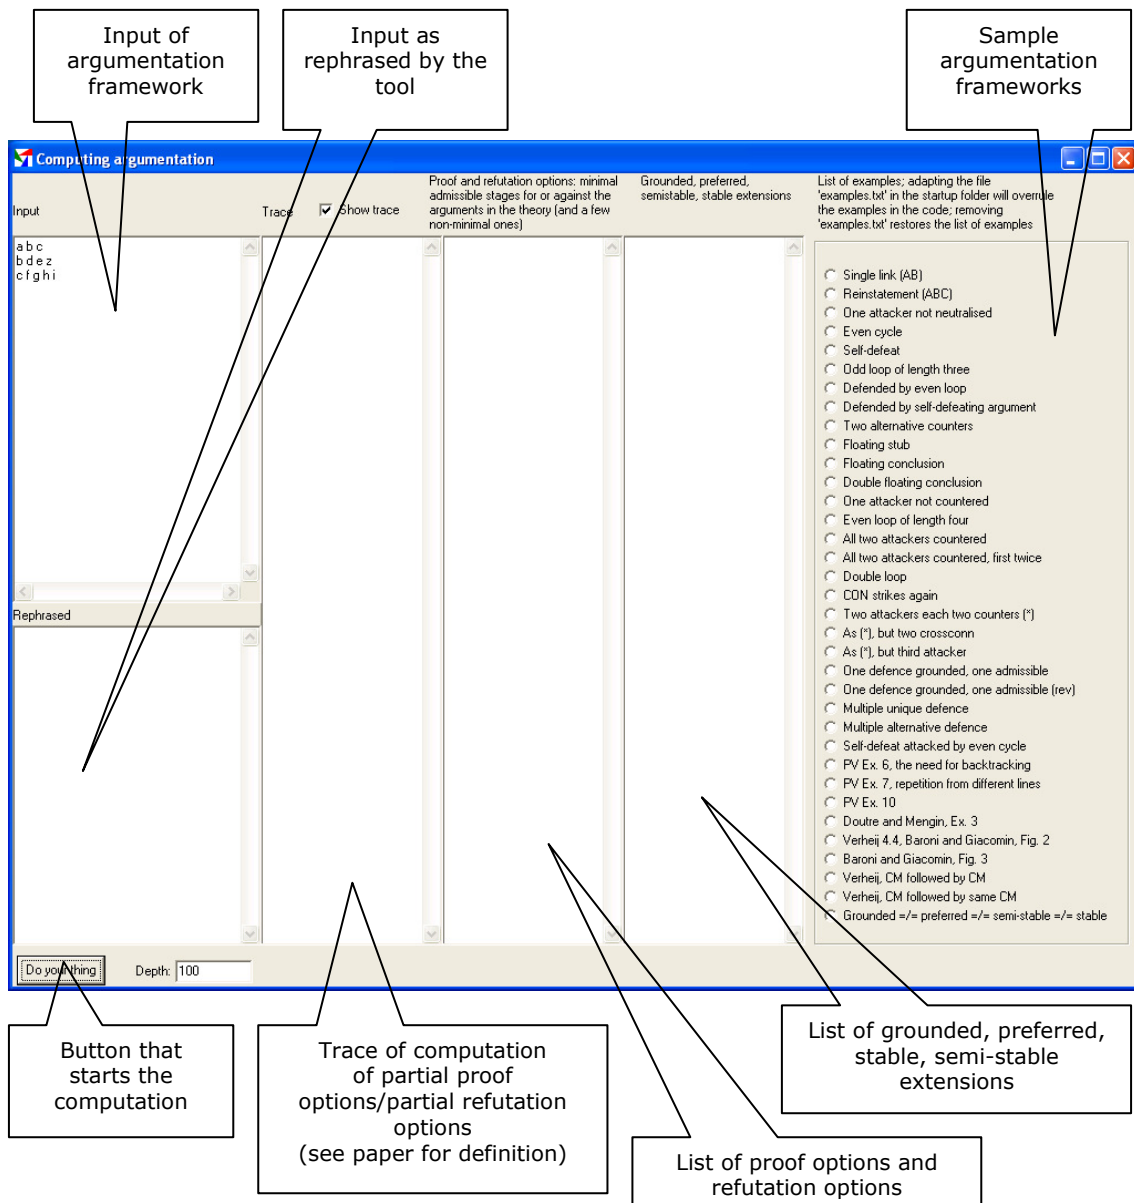 Input of
argumentation
framework
Input as
rephrased by the
tool
Sample
argumentation
frameworks
Computing argumentation
Input
Trace
Show trace
Proof and refutation options: minimal
admissible stages for or against the
arguments in the theory (and a few
non-minimal ones)
Grounded, preferred,
semistable, stable extensions
List of examples; adapting the file
'examples.txt' in the startup folder will overrule
the examples in the code; removing
'examples.txt' restores the list of examples
a b c
b d e z
c f g h i
Single link (AB)
Reinstatement (ABC)
One attacker not neutralised
Even cycle
Self-defeat
Odd loop of length three
Defended by even loop
Defended by self-defeating argument
Two alternative counters
Floating stub
Floating conclusion
Double floating conclusion
One attacker not countered
Even loop of length four
All two attackers countered
All two attackers countered, first twice
Double loop
CON strikes again
Two attackers each two counters (*)
As (*), but two crossconn
As (*), but third attacker
One defence grounded, one admissible
One defence grounded, one admissible (rev)
Multiple unique defence
Multiple alternative defence
Self-defeat attacked by even cycle
PV Ex. 6, the need for backtracking
PV Ex. 7, repetition from different lines
PV Ex. 10
Doutre and Mengin, Ex. 3
Verheij 4.4, Baroni and Giacomin, Fig. 2
Baroni and Giacomin, Fig. 3
Verheij, CM followed by CM
Verheij, CM followed by same CM
Grounded =/= preferred =/= semi-stable =/= stable
Rephrased
Do your thing
Depth: 100
Button that
starts the
computation
Trace of computation
of partial proof
options/partial refutation
options
(see paper for definition)
List of proof options and
refutation options
List of grounded, preferred,
stable, semi-stable
extensions